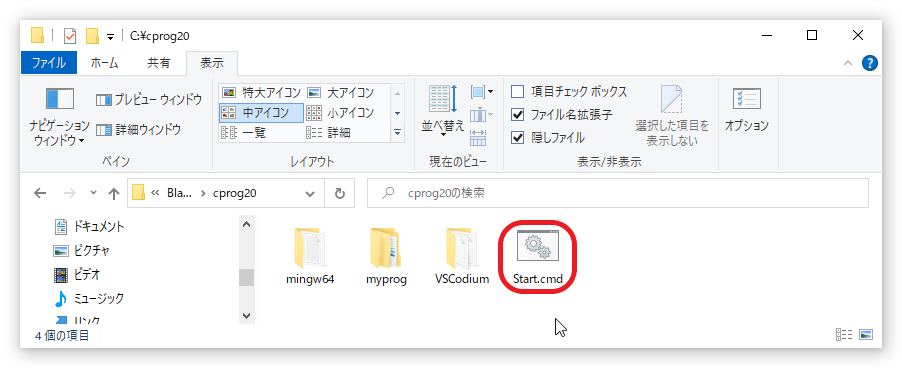 C:¥cprog20
ファイル ホーム 共有 表示
ナビゲーション ウィンドウ
プレビュー ウィンドウ
詳細ウィンドウ
ペイン
特大アイコン 大アイコン
中アイコン 小アイコン
一覧 詳細
レイアウト
並べ替え
現在のビュー
項目チェック ボックス
ファイル名拡張子
隠しファイル
選択した項目を
表示しない
表示/非表示
オプション
« Bla... › cprog20
cprog20の検索
ドキュメント
ピクチャ
ビデオ
ミュージック
リンク
mingw64 myprog VSCodium Start.cmd
4 個の項目